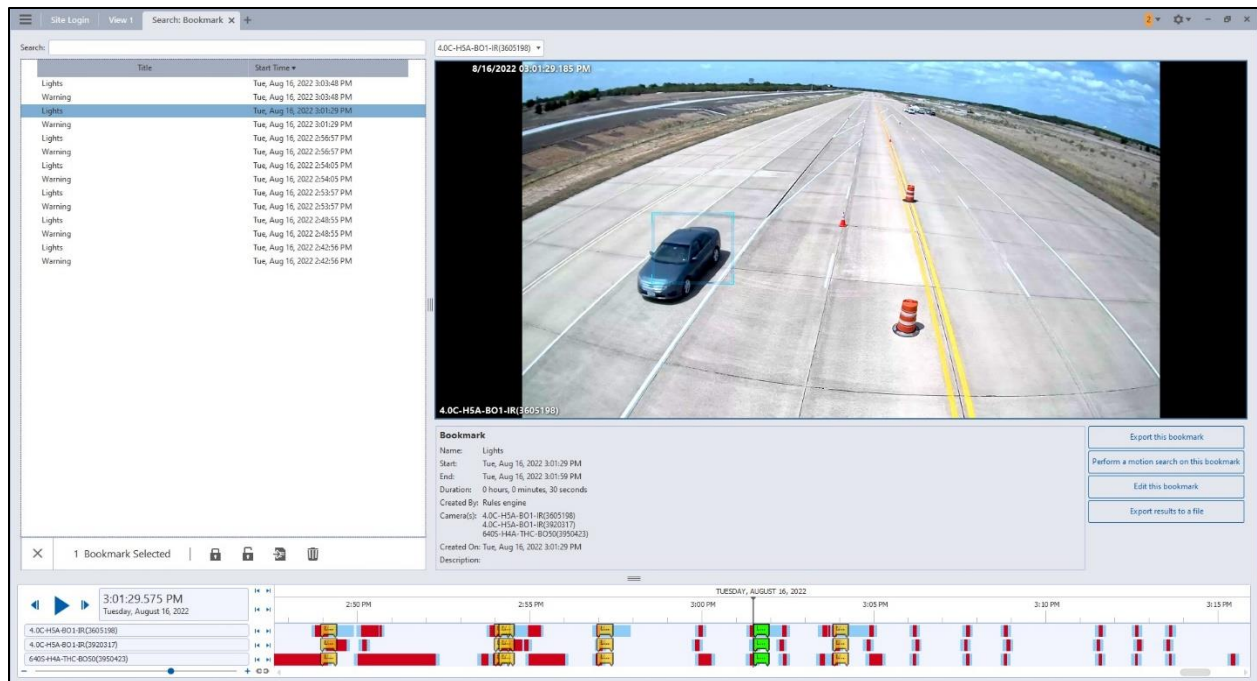 Site Login View 1 Search: Bookmark × + 2
Search:
4.0C-H5A-BO1-IR(3605198)
Title Start Time
Lights Tue, Aug 16, 2022 3:03:48 PM
Warning Tue, Aug 16, 2022 3:03:48 PM
Lights Tue, Aug 16, 2022 3:01:29 PM
Warning Tue, Aug 16, 2022 3:01:29 PM
Lights Tue, Aug 16, 2022 2:56:57 PM
Warning Tue, Aug 16, 2022 2:56:57 PM
Lights Tue, Aug 16, 2022 2:54:05 PM
Warning Tue, Aug 16, 2022 2:54:05 PM
Lights Tue, Aug 16, 2022 2:53:57 PM
Warning Tue, Aug 16, 2022 2:53:57 PM
Lights Tue, Aug 16, 2022 2:48:55 PM
Warning Tue, Aug 16, 2022 2:48:55 PM
Lights Tue, Aug 16, 2022 2:42:56 PM
Warning Tue, Aug 16, 2022 2:42:56 PM
1 Bookmark Selected
8/16/2022 03:01:29.185 PM
4.0C-H5A-BO1-IR(3605198)
Bookmark
Name: Lights
Start: Tue, Aug 16, 2022 3:01:29 PM
End: Tue, Aug 16, 2022 3:01:59 PM
Duration: 0 hours, 0 minutes, 30 seconds
Created By: Rules engine
Camera(s): 4.0C-H5A-BO1-IR(3605198)
4.0C-H5A-BO1-IR(3920317)
640S-H4A-THC-BO50(3950423)
Created On: Tue, Aug 16, 2022 3:01:29 PM
Description:
Export this bookmark
Perform a motion search on this bookmark
Edit this bookmark
Export results to a file
3:01:29.575 PM
Tuesday, August 16, 2022
TUESDAY, AUGUST 16, 2022
2:50 PM 2:55 PM 3:00 PM 3:05 PM 3:10 PM 3:15 PM
4.0C-H5A-BO1-IR(3605198)
4.0C-H5A-BO1-IR(3920317)
640S-H4A-THC-BO50(3950423)